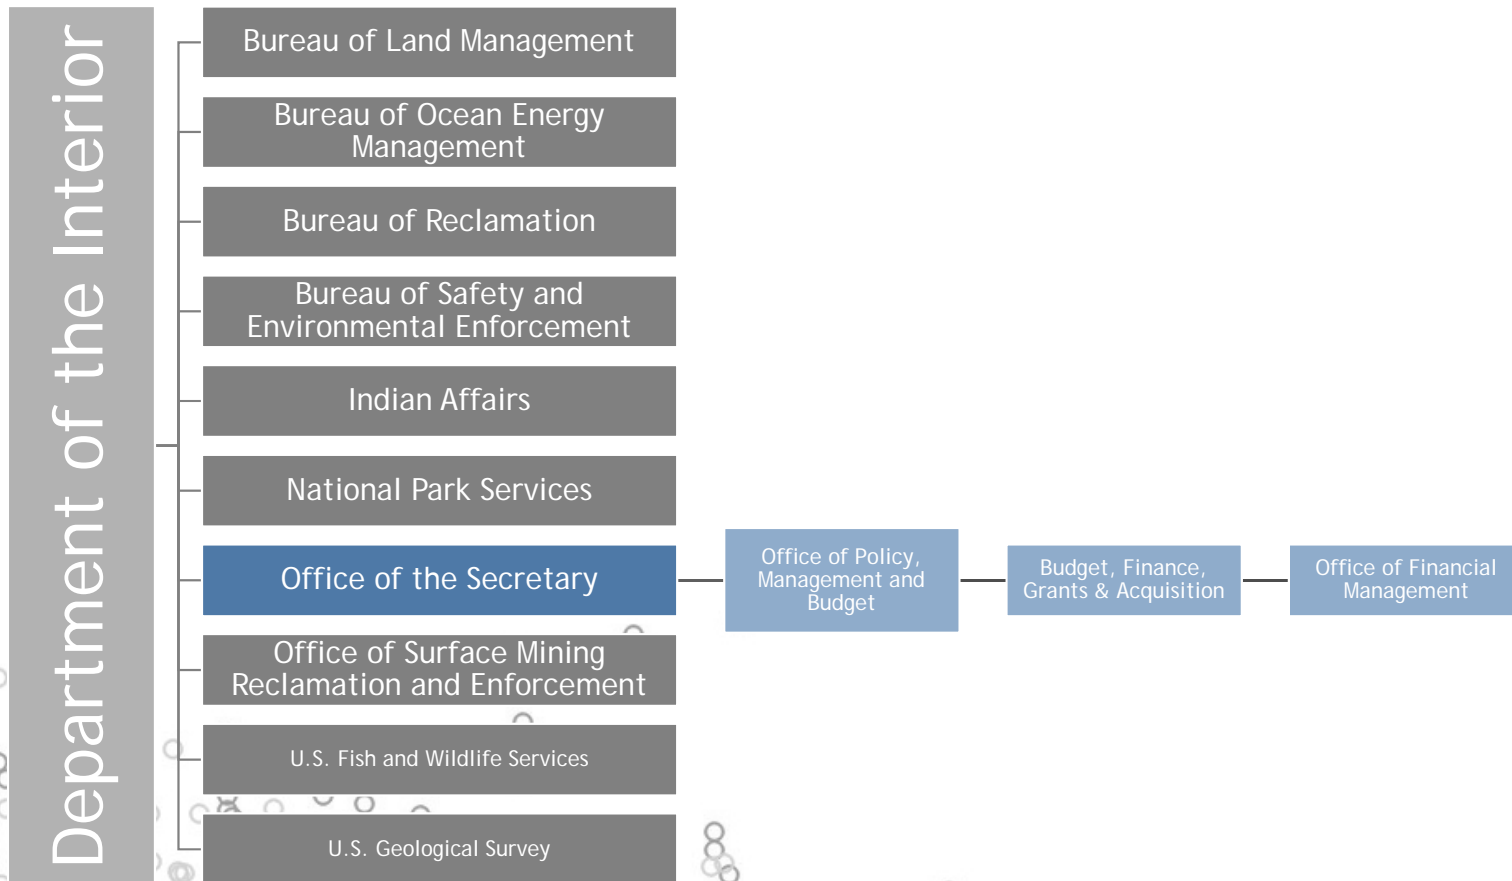 Department of the Interior
Bureau of Land Management
Bureau of Ocean Energy
Management
Bureau of Reclamation
Bureau of Safety and
Environmental Enforcement
Indian Affairs
National Park Services
Office of the Secretary
Office of Policy,
Management and
Budget
Budget, Finance,
Grants & Acquisition
Office of Financial
Management
Office of Surface Mining
Reclamation and Enforcement
U.S. Fish and Wildlife Services
U.S. Geological Survey